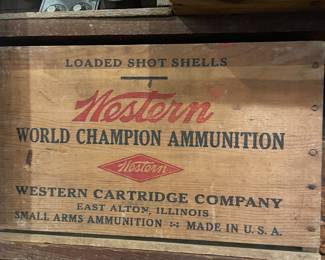 LOADED SHOT SHELLS
Western
WORLD CHAMPION AMMUNITION
Western
WESTERN CARTRIDGE COMPANY
EAST ALTON, ILLINOIS
SMALL ARMS AMMUNITION MADE IN U.S.A.